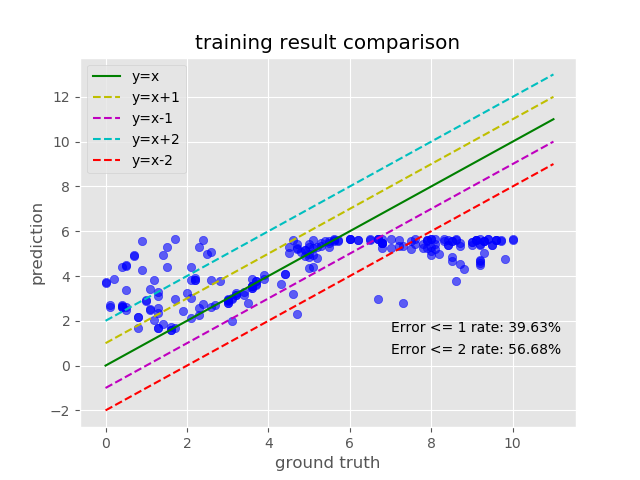 training result comparison
y=x
y=x+1
y=x-1
y=x+2
y=x-2
12
10
8
6
4
2
0
−2
prediction
Error <= 1 rate: 39.63%
Error <= 2 rate: 56.68%
0 2 4 6 8 10
ground truth